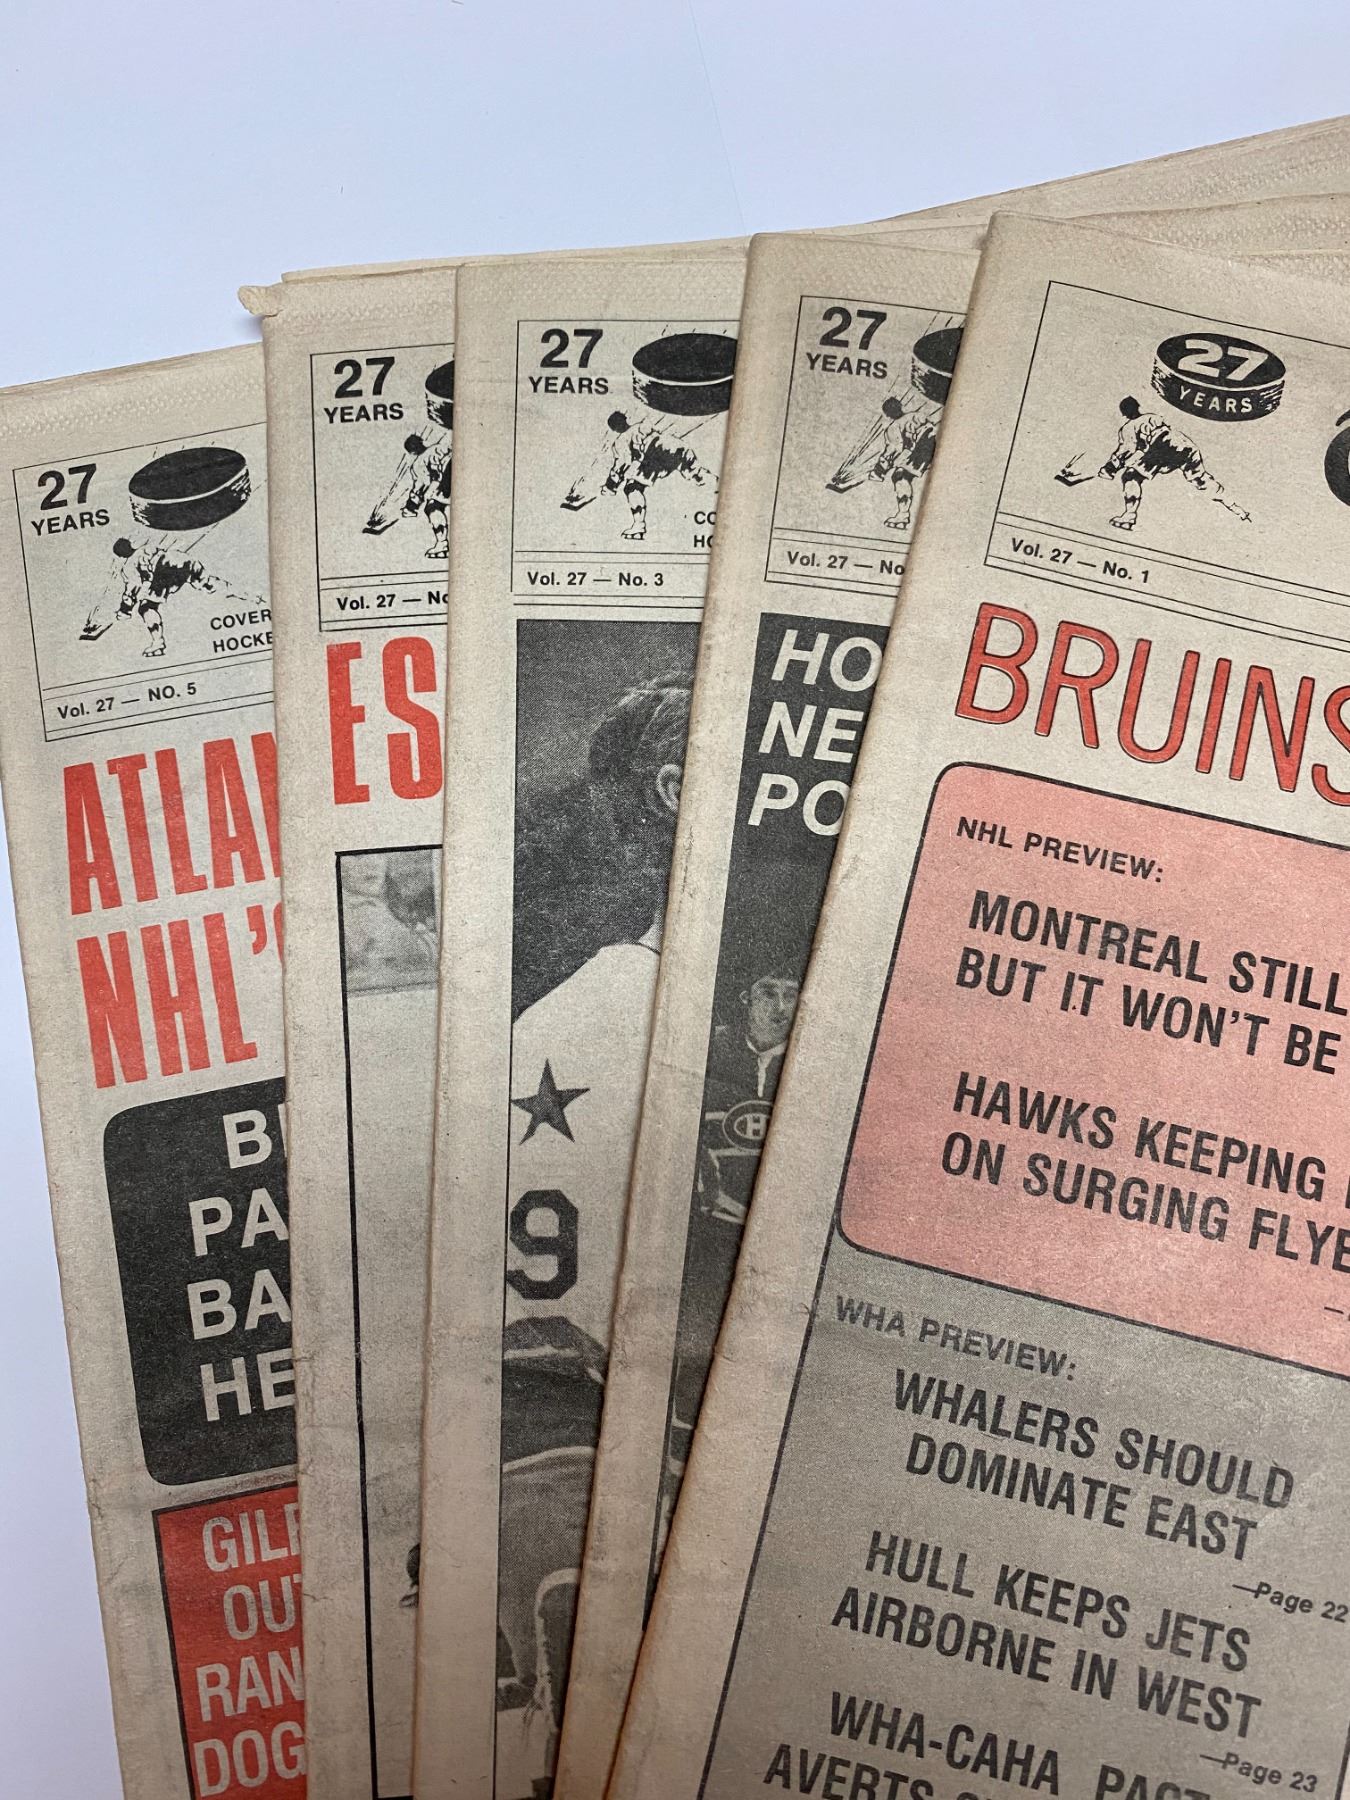 27
YEARS
COVER
HOCKE
Vol. 27 — NO. 5
ATLAN
NHL'S
B
PA
BA
HE
GIL
OUT
RAN
DOG
27
YEARS
Vol. 27 — No
ES
27
YEARS
CO
HO
Vol. 27 — No. 3
9
27
YEARS
Vol. 27 — No
HO
NE
PO
27
YEARS
Vol. 27 — No. 1
BRUINS
NHL PREVIEW:
MONTREAL STILL
BUT IT WON'T BE
HAWKS KEEPING
ON SURGING FLYE
WHA PREVIEW:
WHALERS SHOULD
DOMINATE EAST
—Page 22
HULL KEEPS JETS
AIRBORNE IN WEST
—Page 23
WHA-CAHA PACT
AVERTS